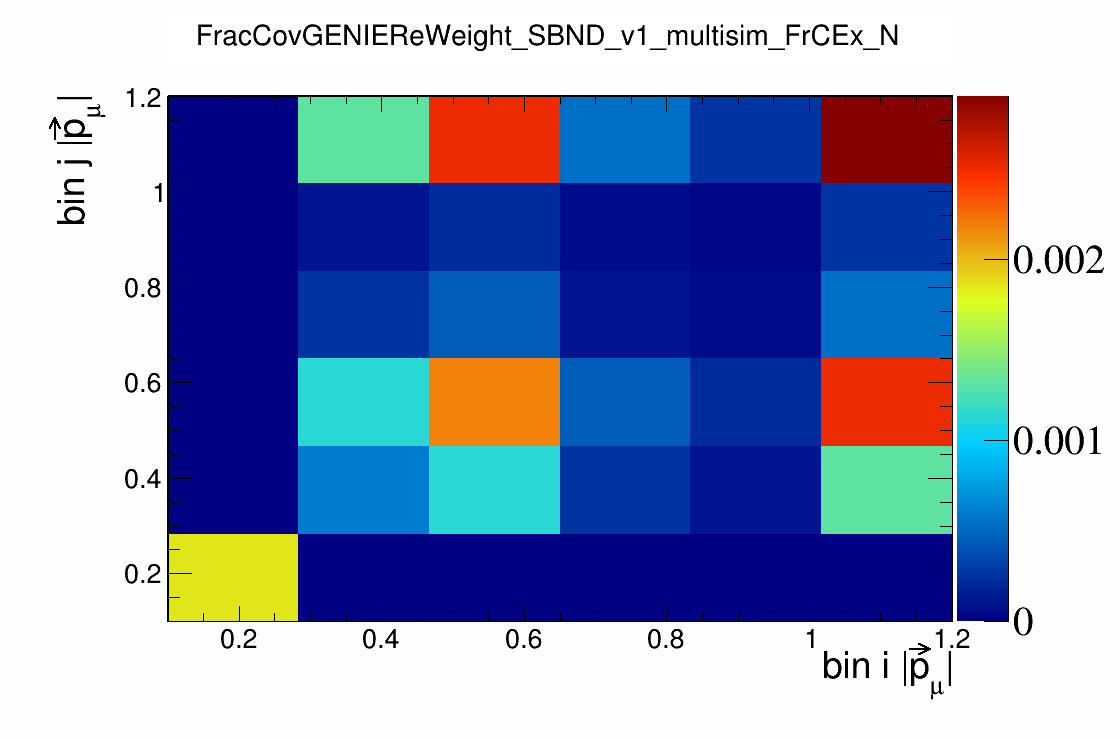 FracCovGENIEReWeight_SBND_v1_multisim_FrCEx_N
bin j |p⃗_μ|
1.2
1
0.8
0.6
0.4
0.2
0.002
0.001
0
0.2 0.4 0.6 0.8 1 1.2
bin i |p⃗_μ|